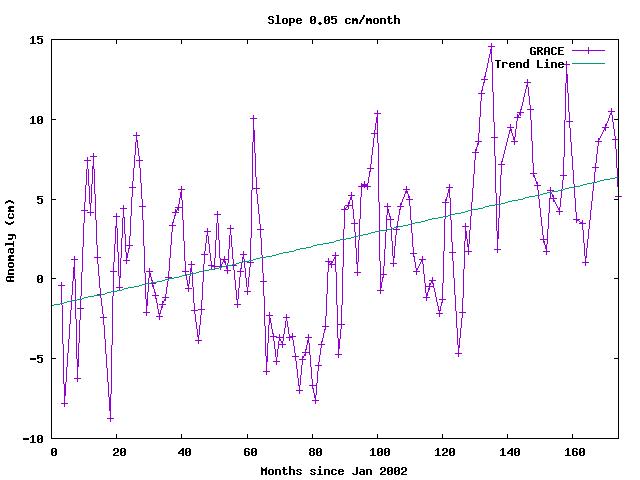 Slope 0.05 cm/month
GRACE
Trend Line
15
10
5
0
-5
-10
Anomaly (cm)
0 20 40 60 80 100 120 140 160
Months since Jan 2002